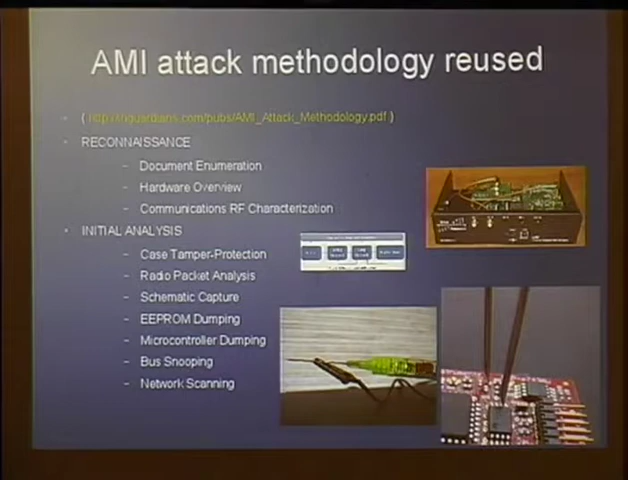 AMI attack methodology reused
- ( http://inguardians.com/pubs/AMI_Attack_Methodology.pdf )
- RECONNAISSANCE
– Document Enumeration
– Hardware Overview
– Communications RF Characterization
- INITIAL ANALYSIS
– Case Tamper-Protection
– Radio Packet Analysis
– Schematic Capture
– EEPROM Dumping
– Microcontroller Dumping
– Bus Snooping
– Network Scanning